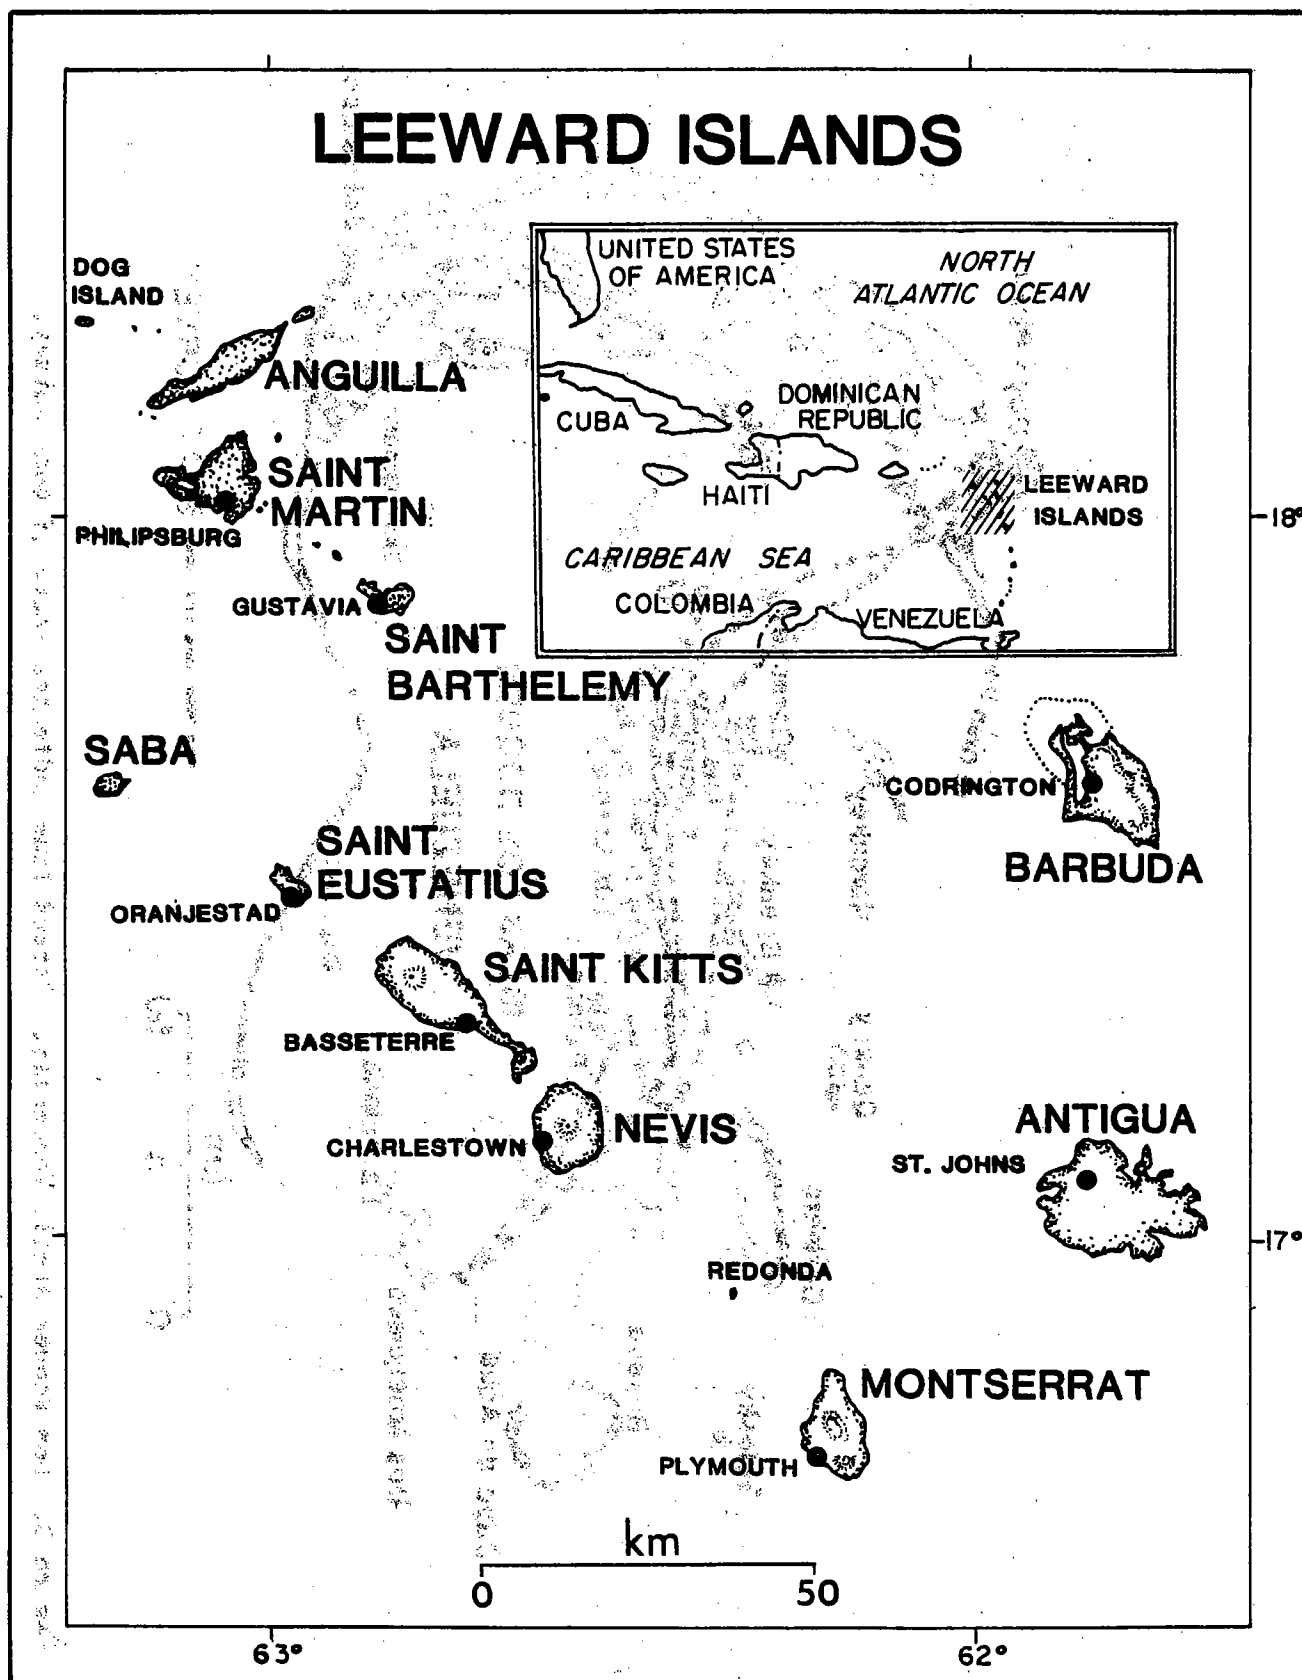 LEEWARD ISLANDS
UNITED STATES
OF AMERICA
NORTH
ATLANTIC OCEAN
DOG
ISLAND
ANGUILLA
DOMINICAN
REPUBLIC
CUBA
SAINT
MARTIN
HAITI
LEEWARD
ISLANDS
18°
PHILIPSBURG
CARIBBEAN SEA
GUSTAVIA
COLOMBIA
VENEZUELA
SAINT
BARTHELEMY
SABA
CODRINGTON
SAINT
EUSTATIUS
BARBUDA
ORANJESTAD
SAINT KITTS
BASSETERRE
NEVIS
ANTIGUA
CHARLESTOWN
ST. JOHNS
17°
REDONDA
MONTSERRAT
PLYMOUTH
km
0 50
63° 62°